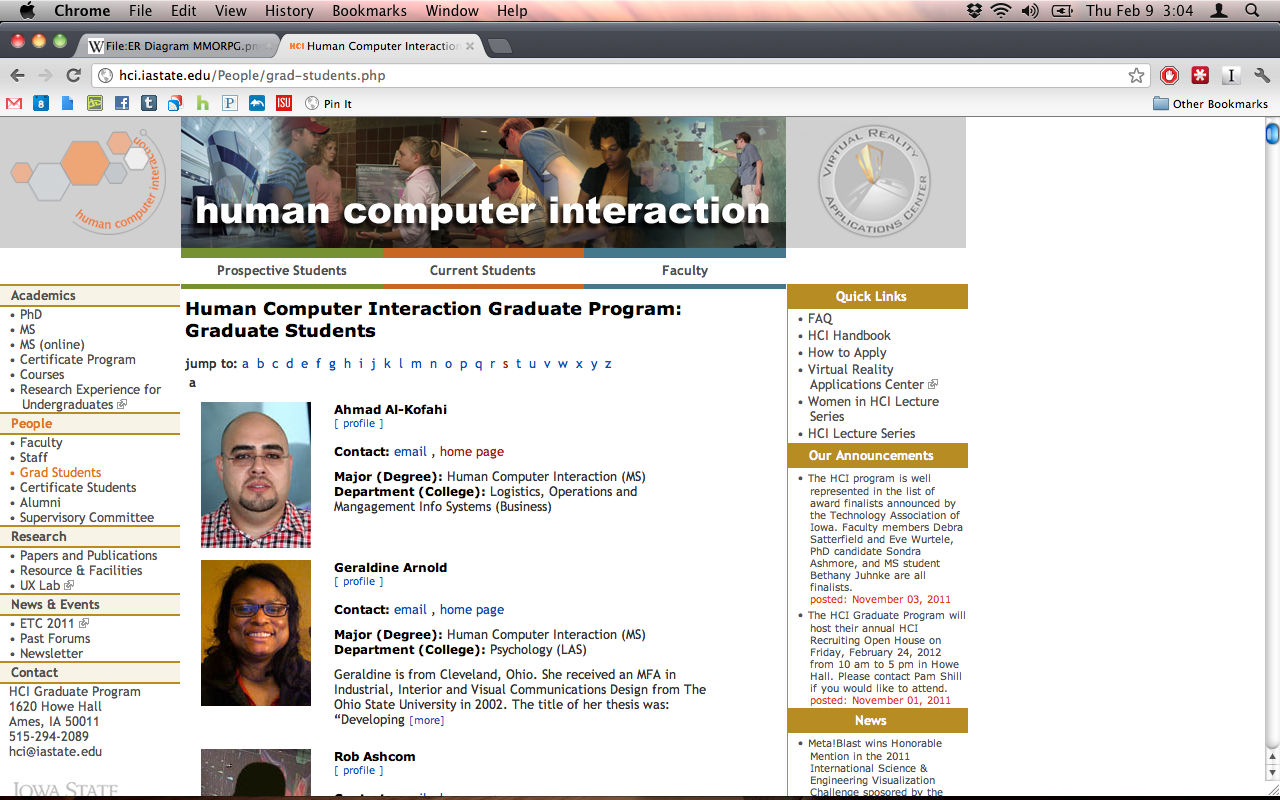 Chrome File Edit View History Bookmarks Window Help Thu Feb 9 3:04
File:ER Diagram MMORPG.pn
HCI Human Computer Interaction
hci.iastate.edu/People/grad-students.php
Pin It
Other Bookmarks
human computer interaction
human computer interaction
VIRTUAL REALITY APPLICATIONS CENTER
Prospective Students Current Students Faculty
Academics
• PhD
• MS
• MS (online)
• Certificate Program
• Courses
• Research Experience for
Undergraduates
People
• Faculty
• Staff
• Grad Students
• Certificate Students
• Alumni
• Supervisory Committee
Research
• Papers and Publications
• Resource & Facilities
• UX Lab
News & Events
• ETC 2011
• Past Forums
• Newsletter
Contact
HCI Graduate Program
1620 Howe Hall
Ames, IA 50011
515-294-2089
hci@iastate.edu
IOWA STATE
Human Computer Interaction Graduate Program:
Graduate Students
jump to: a b c d e f g h i j k l m n o p q r s t u v w x y z
a
Ahmad Al-Kofahi
[ profile ]
Contact: email , home page
Major (Degree): Human Computer Interaction (MS)
Department (College): Logistics, Operations and
Mangagement Info Systems (Business)
Geraldine Arnold
[ profile ]
Contact: email , home page
Major (Degree): Human Computer Interaction (MS)
Department (College): Psychology (LAS)
Geraldine is from Cleveland, Ohio. She received an MFA in
Industrial, Interior and Visual Communications Design from The
Ohio State University in 2002. The title of her thesis was:
“Developing [more]
Rob Ashcom
[ profile ]
Quick Links
• FAQ
• HCI Handbook
• How to Apply
• Virtual Reality
Applications Center
• Women in HCI Lecture
Series
• HCI Lecture Series
Our Announcements
• The HCI program is well
represented in the list of
award finalists announced by
the Technology Association of
Iowa. Faculty members Debra
Satterfield and Eve Wurtele,
PhD candidate Sondra
Ashmore, and MS student
Bethany Juhnke are all
finalists.
posted: November 03, 2011
• The HCI Graduate Program will
host their annual HCI
Recruiting Open House on
Friday, February 24, 2012
from 10 am to 5 pm in Howe
Hall. Please contact Pam Shill
if you would like to attend.
posted: November 01, 2011
News
• Meta!Blast wins Honorable
Mention in the 2011
International Science &
Engineering Visualization
Challenge sposored by the